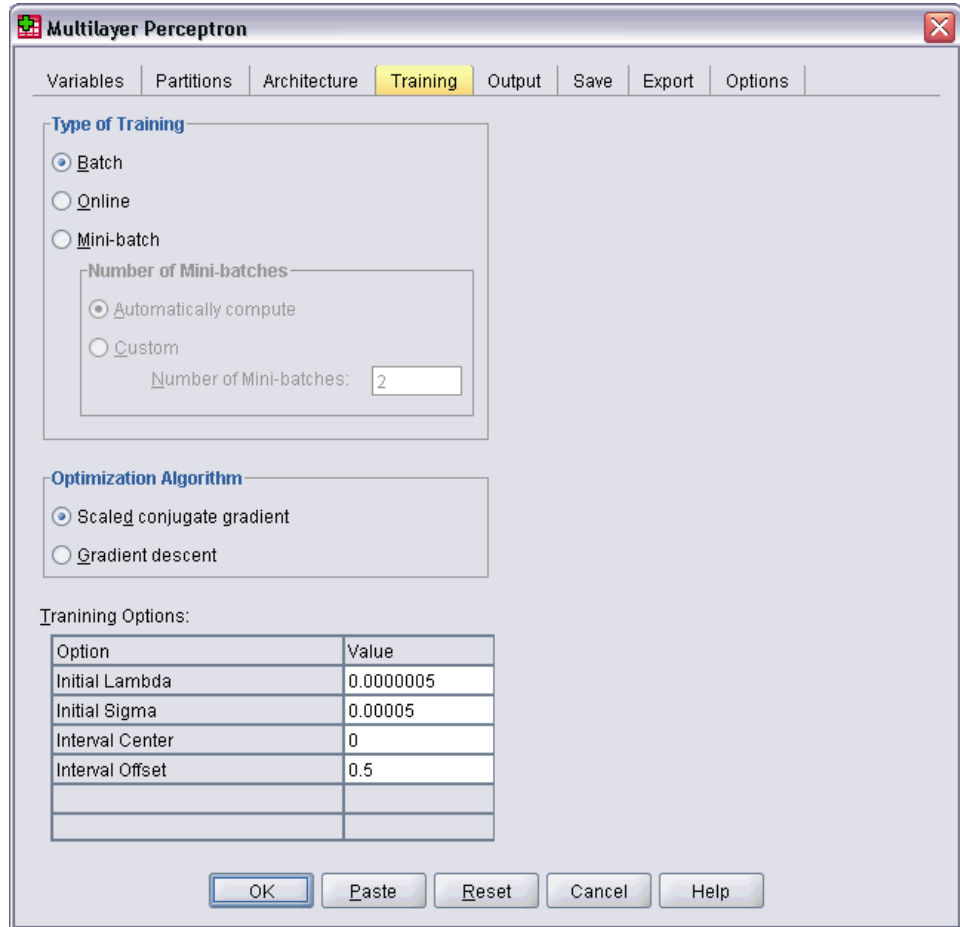 Multilayer Perceptron
Variables Partitions Architecture Training Output Save Export Options
Type of Training
Batch
Online
Mini-batch
Number of Mini-batches
Automatically compute
Custom
Number of Mini-batches: 2
Optimization Algorithm
Scaled conjugate gradient
Gradient descent
Tranining Options:
Option Value
Initial Lambda 0.0000005
Initial Sigma 0.00005
Interval Center 0
Interval Offset 0.5
OK Paste Reset Cancel Help